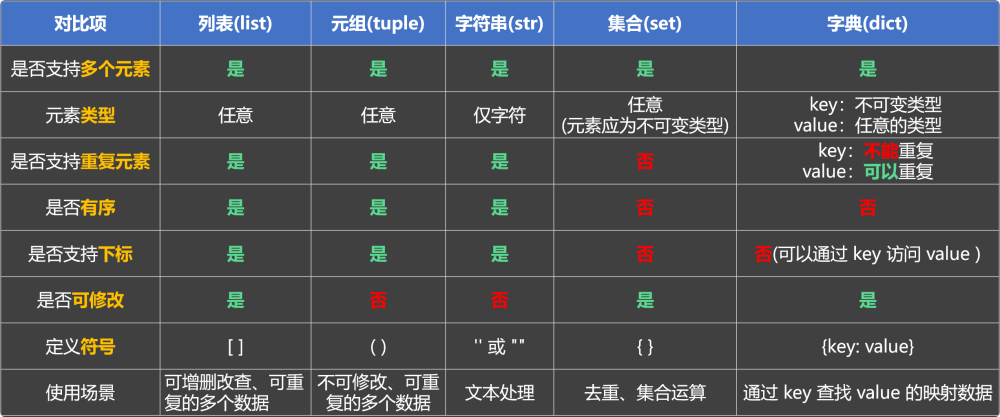 对比项 列表(list) 元组(tuple) 字符串(str) 集合(set) 字典(dict)
是否支持多个元素 是 是 是 是 是
元素类型 任意 任意 仅字符 任意 (元素应为不可变类型) key：不可变类型 value：任意的类型
是否支持重复元素 是 是 是 否 key：不能重复 value：可以重复
是否有序 是 是 是 否 否
是否支持下标 是 是 是 否 否(可以通过 key 访问 value )
是否可修改 是 否 否 是 是
定义符号 [ ] ( ) '' 或 "" { } {key: value}
使用场景 可增删改查、可重复的多个数据 不可修改、可重复的多个数据 文本处理 去重、集合运算 通过 key 查找 value 的映射数据